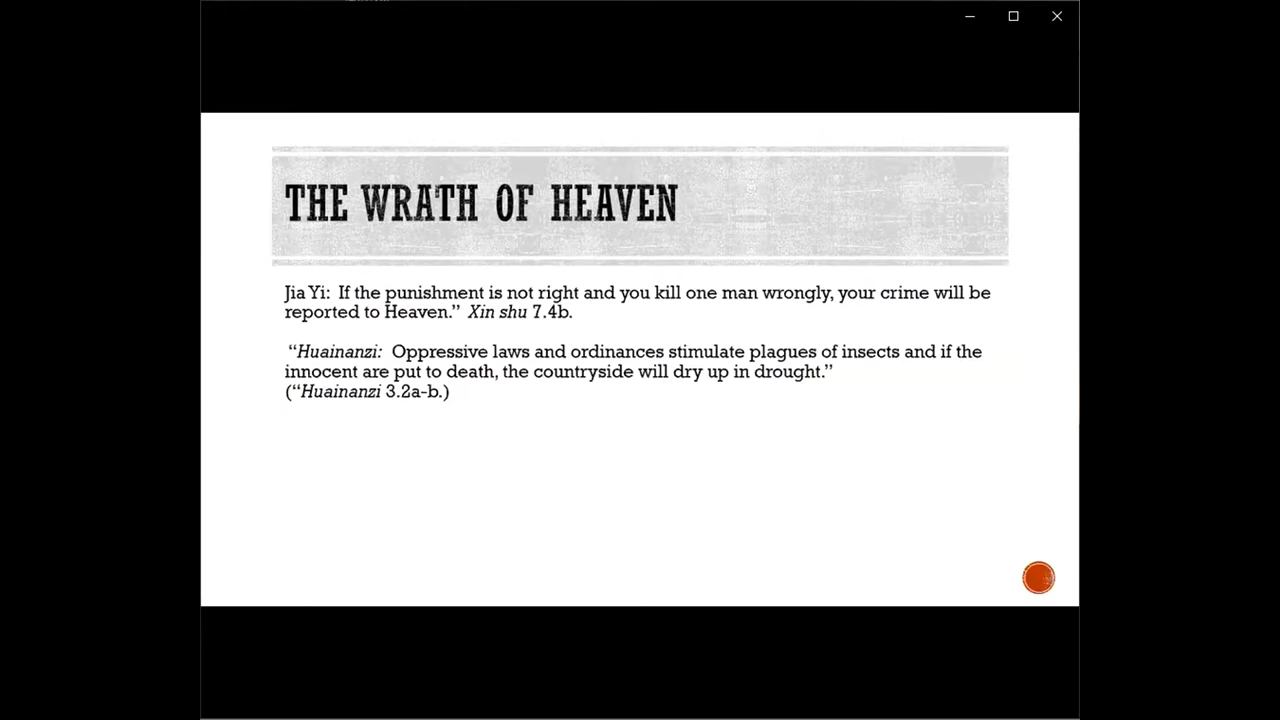 THE WRATH OF HEAVEN
Jia Yi: If the punishment is not right and you kill one man wrongly, your crime will be
reported to Heaven.” Xin shu 7.4b.
“Huainanzi: Oppressive laws and ordinances stimulate plagues of insects and if the
innocent are put to death, the countryside will dry up in drought.”
(“Huainanzi 3.2a-b.)